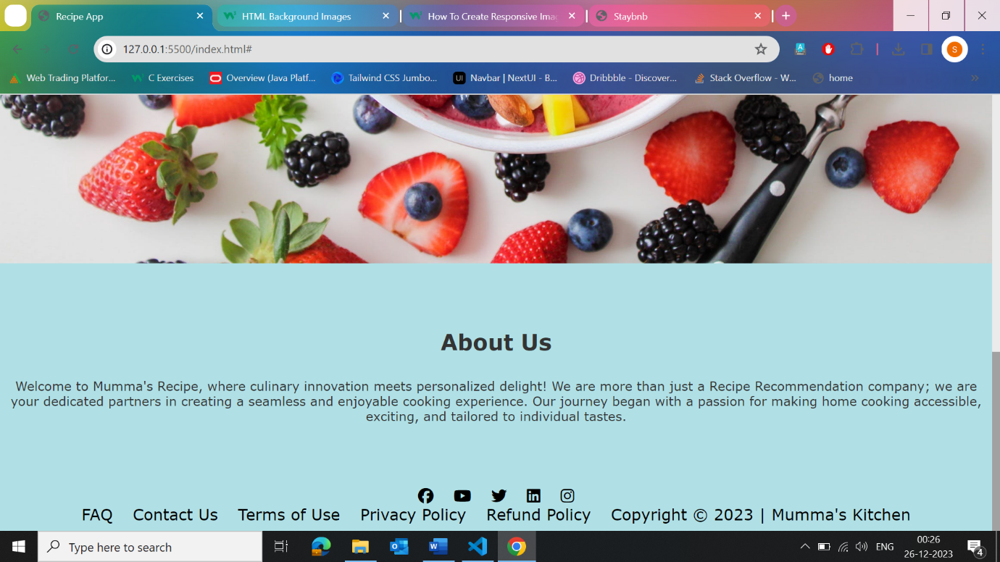 Recipe App
HTML Background Images
How To Create Responsive Imag
Staybnb
127.0.0.1:5500/index.html#
S
Web Trading Platfor...
C Exercises
Overview (Java Platf...
Tailwind CSS Jumbo...
UI
Navbar | NextUI - B...
Dribbble - Discover...
Stack Overflow - W...
home
About Us
Welcome to Mumma's Recipe, where culinary innovation meets personalized delight! We are more than just a Recipe Recommendation company; we are
your dedicated partners in creating a seamless and enjoyable cooking experience. Our journey began with a passion for making home cooking accessible,
exciting, and tailored to individual tastes.
FAQ Contact Us Terms of Use Privacy Policy Refund Policy Copyright © 2023 | Mumma's Kitchen
Type here to search
ENG
00:26
26-12-2023
4